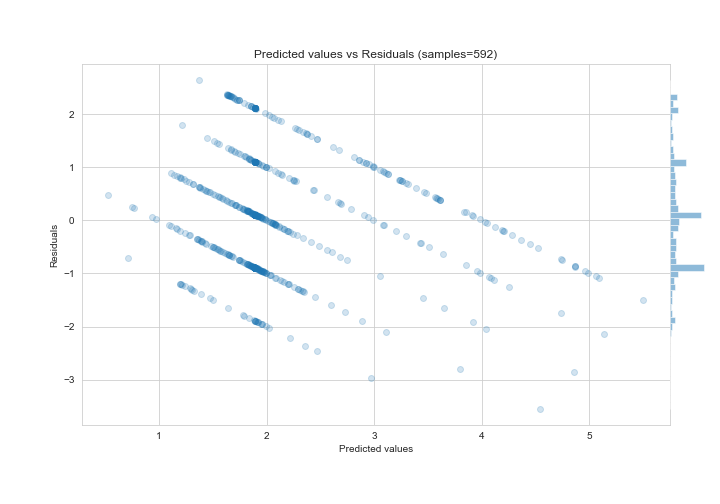 Predicted values vs Residuals (samples=592)
2
1
0
−1
−2
−3
Residuals
1 2 3 4 5
Predicted values